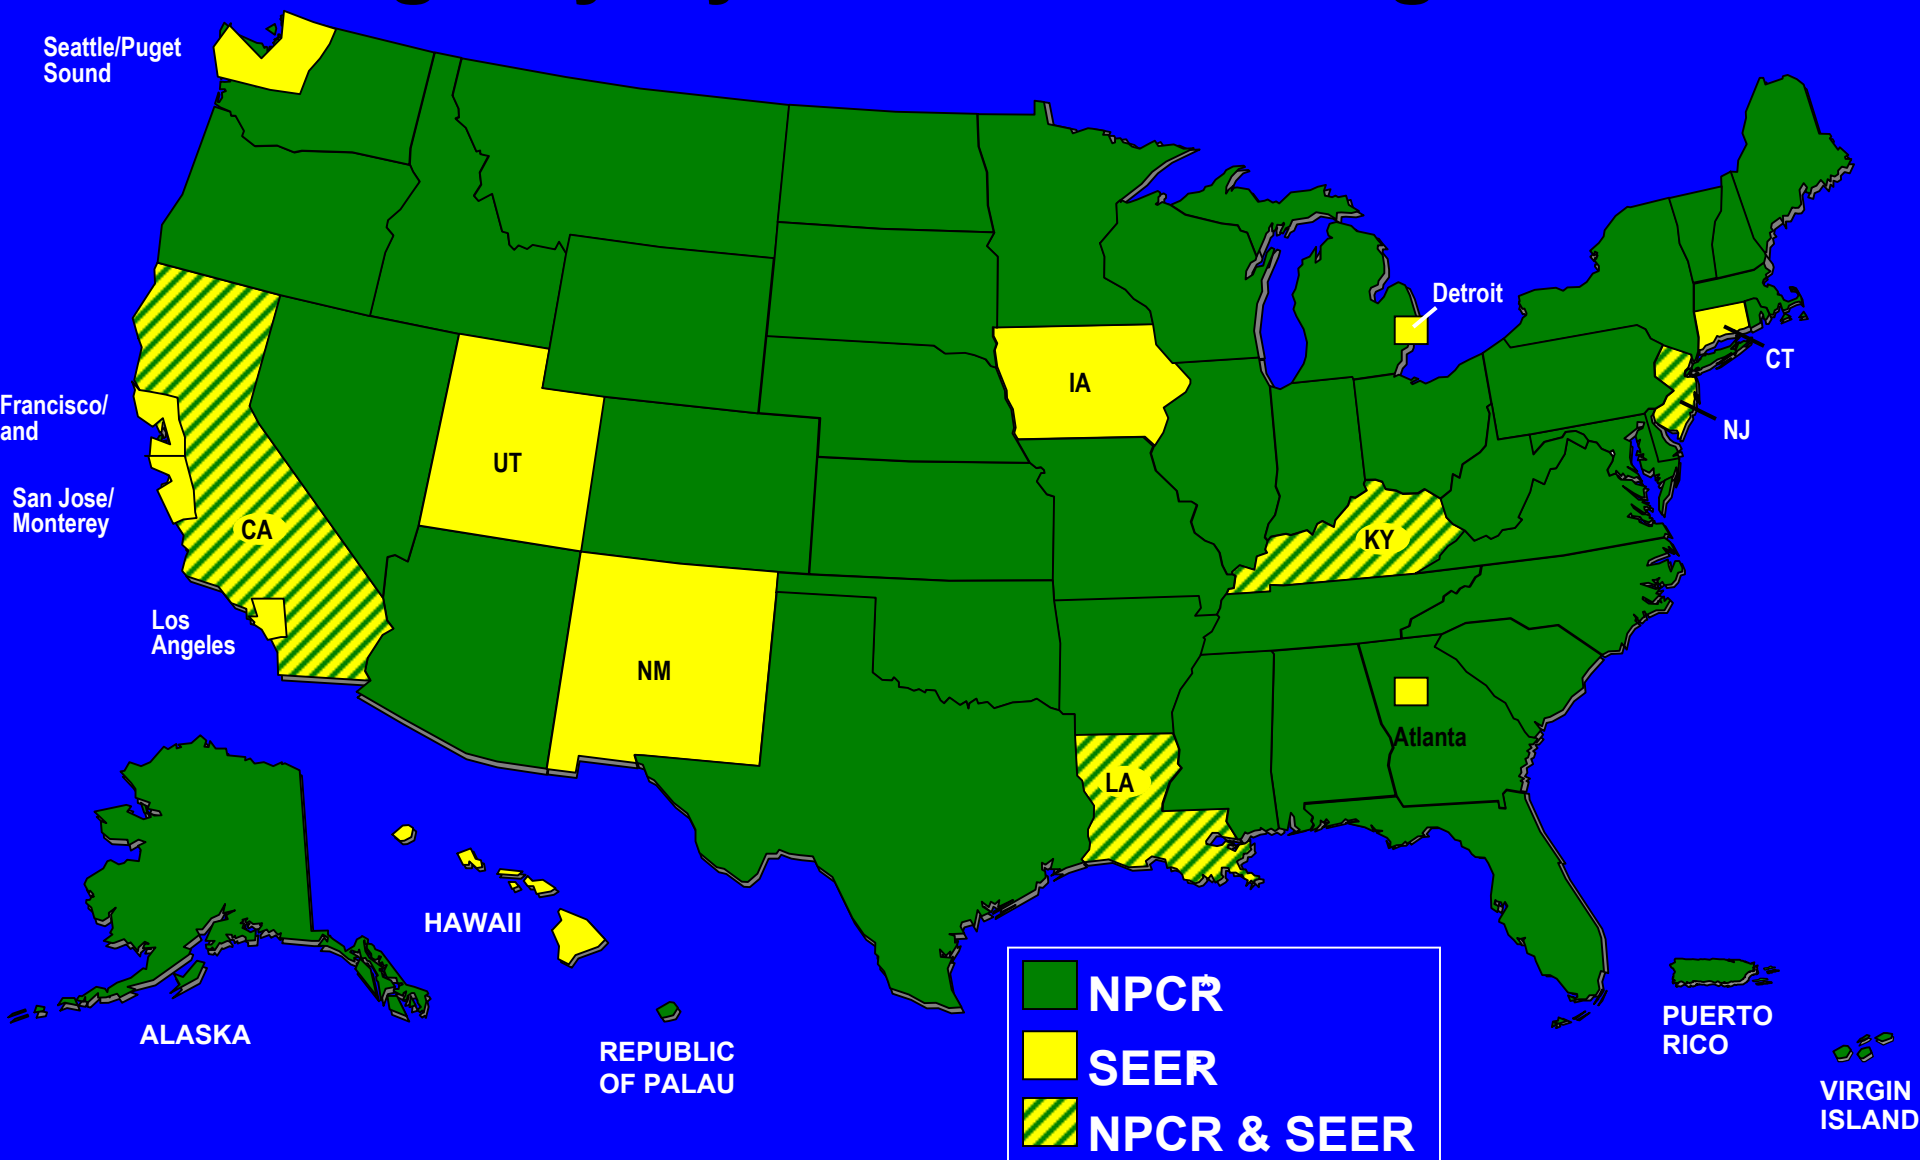 Seattle/Puget
Sound
Detroit
CT
NJ
IA
UT
Francisco/
and
San Jose/
Monterey
CA
KY
Los
Angeles
NM
Atlanta
LA
HAWAII
ALASKA
REPUBLIC
OF PALAU
NPCR*
SEER
NPCR & SEER
PUERTO
RICO
VIRGIN
ISLAND